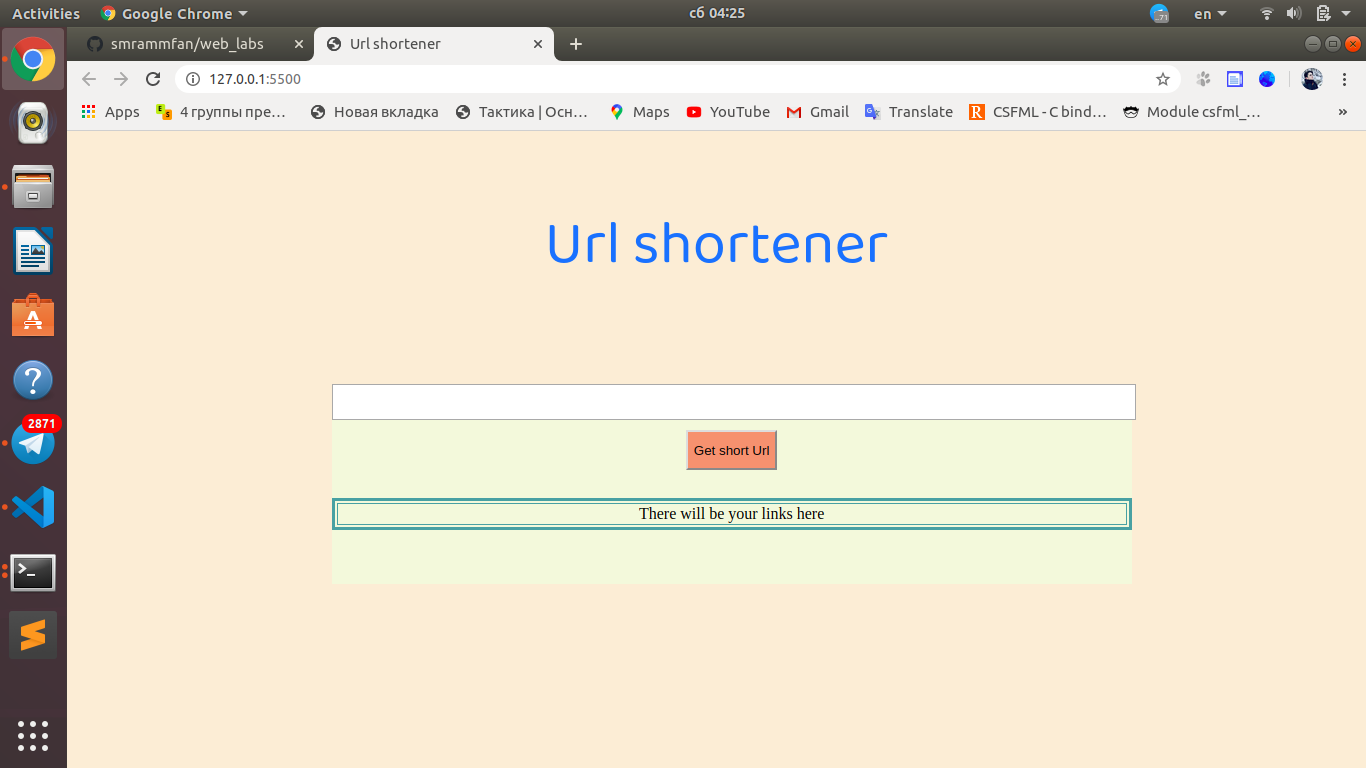 Activities Google Chrome сб 04:25 71 en
smrammfan/web_labs Url shortener
127.0.0.1:5500
Apps 4 группы пре… Новая вкладка Тактика | Осн… Maps YouTube Gmail Translate CSFML - C bind… Module csfml_… »
Url shortener
Get short Url
There will be your links here
2871